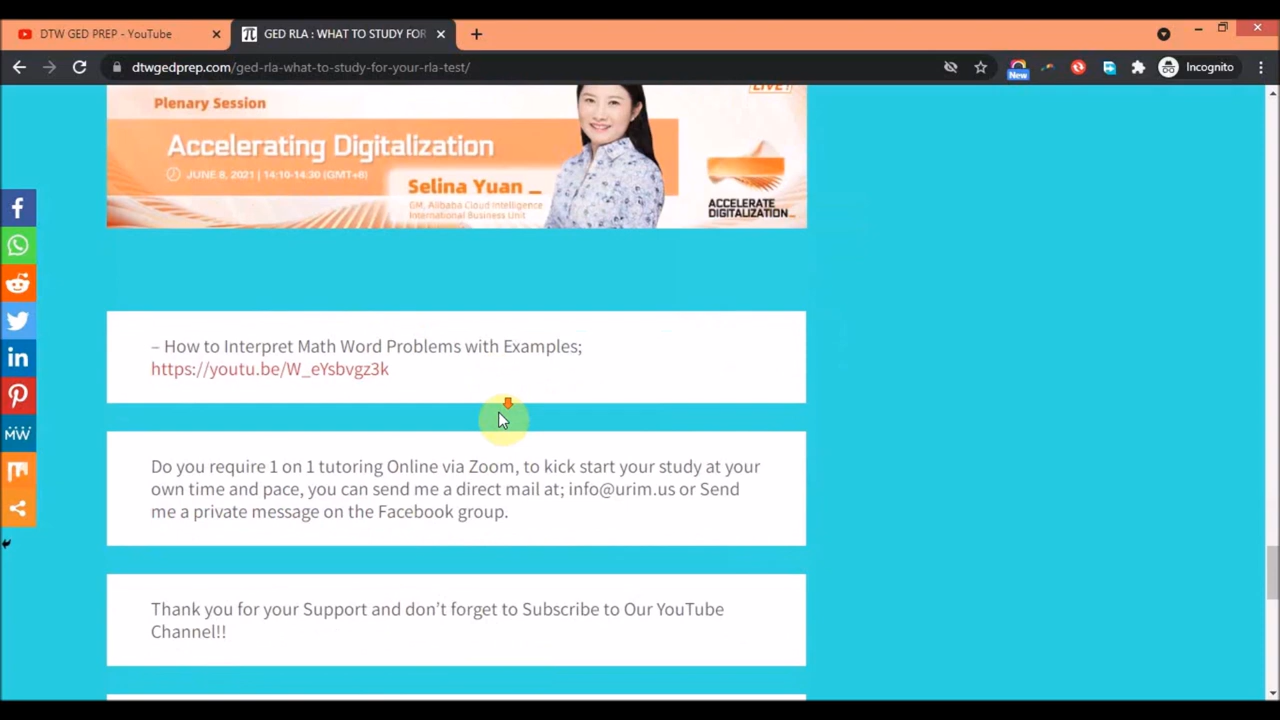 DTW GED PREP - YouTube
GED RLA : WHAT TO STUDY FOR
dtwgedprep.com/ged-rla-what-to-study-for-your-rla-test/
New
Incognito
Plenary Session
LIVE!
Accelerating Digitalization
JUNE 8, 2021 | 14:10-14:30 (GMT+8)
Selina Yuan _
GM, Alibaba Cloud Intelligence
International Business Unit
ACCELERATE
DIGITALIZATION
– How to Interpret Math Word Problems with Examples;
https://youtu.be/W_eYsbvgz3k
MW
Do you require 1 on 1 tutoring Online via Zoom, to kick start your study at your
own time and pace, you can send me a direct mail at; info@urim.us or Send
me a private message on the Facebook group.
Thank you for your Support and don’t forget to Subscribe to Our YouTube
Channel!!